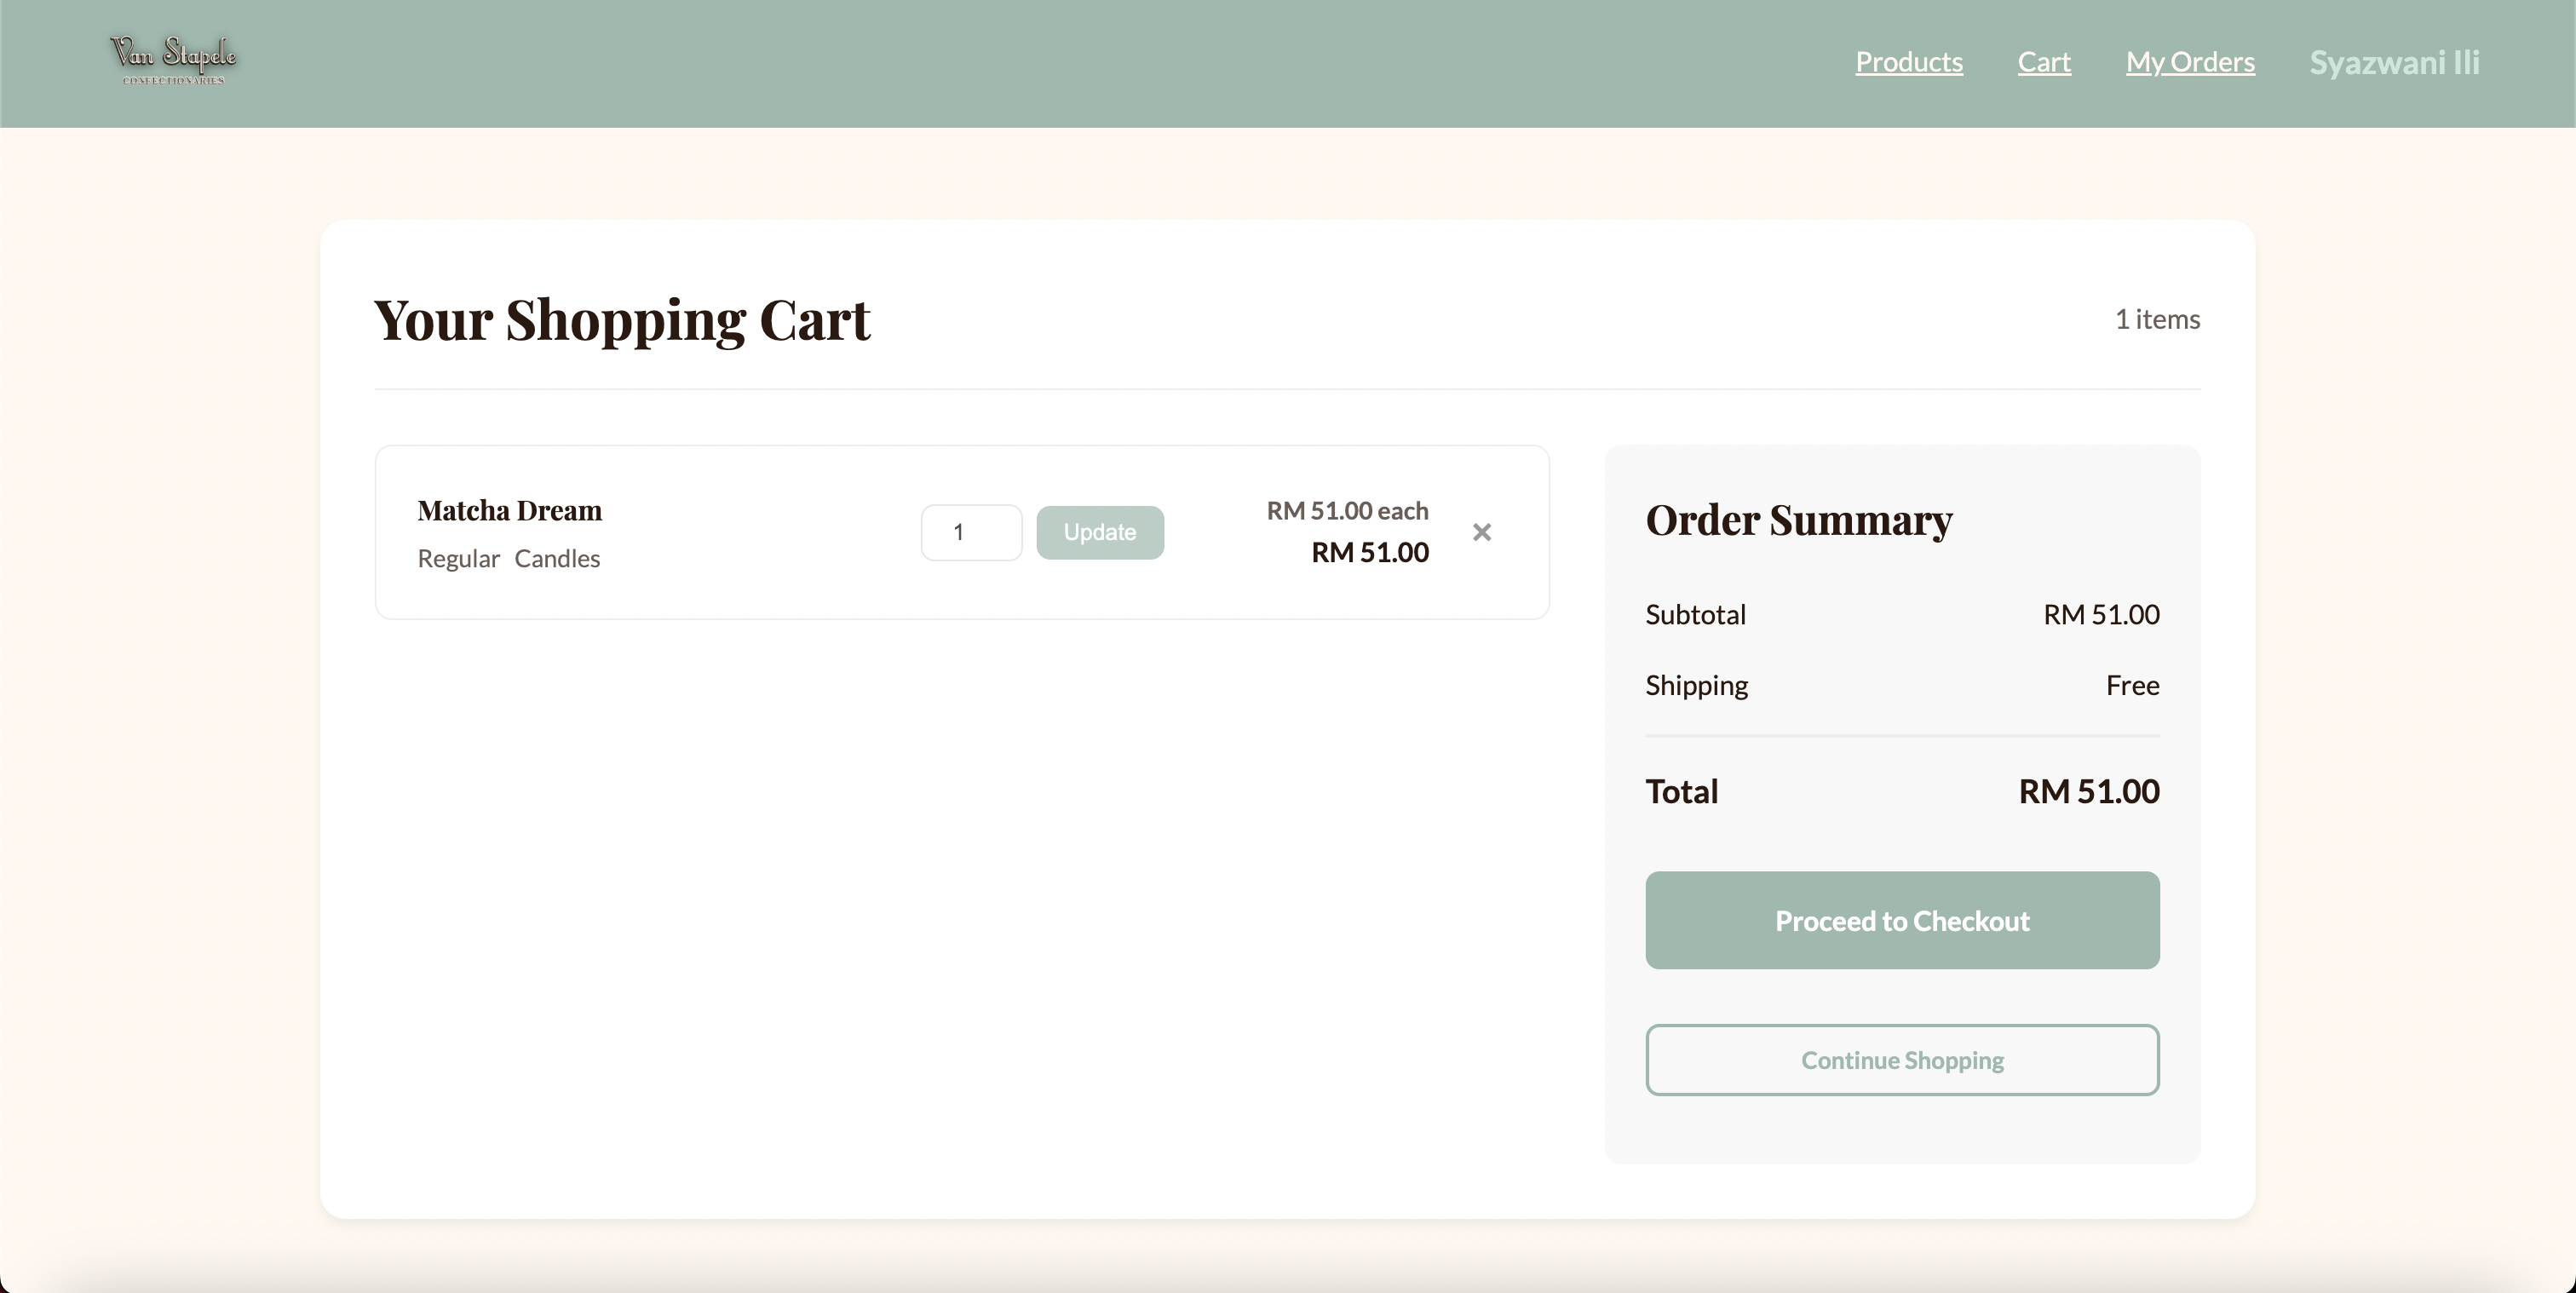 Van Stapele
CONFECTIONARIES
Products
Cart
My Orders
Syazwani Ili
Your Shopping Cart
1 items
Matcha Dream
Regular Candles
1
Update
RM 51.00 each
RM 51.00
×
Order Summary
Subtotal RM 51.00
Shipping Free
Total RM 51.00
Proceed to Checkout
Continue Shopping